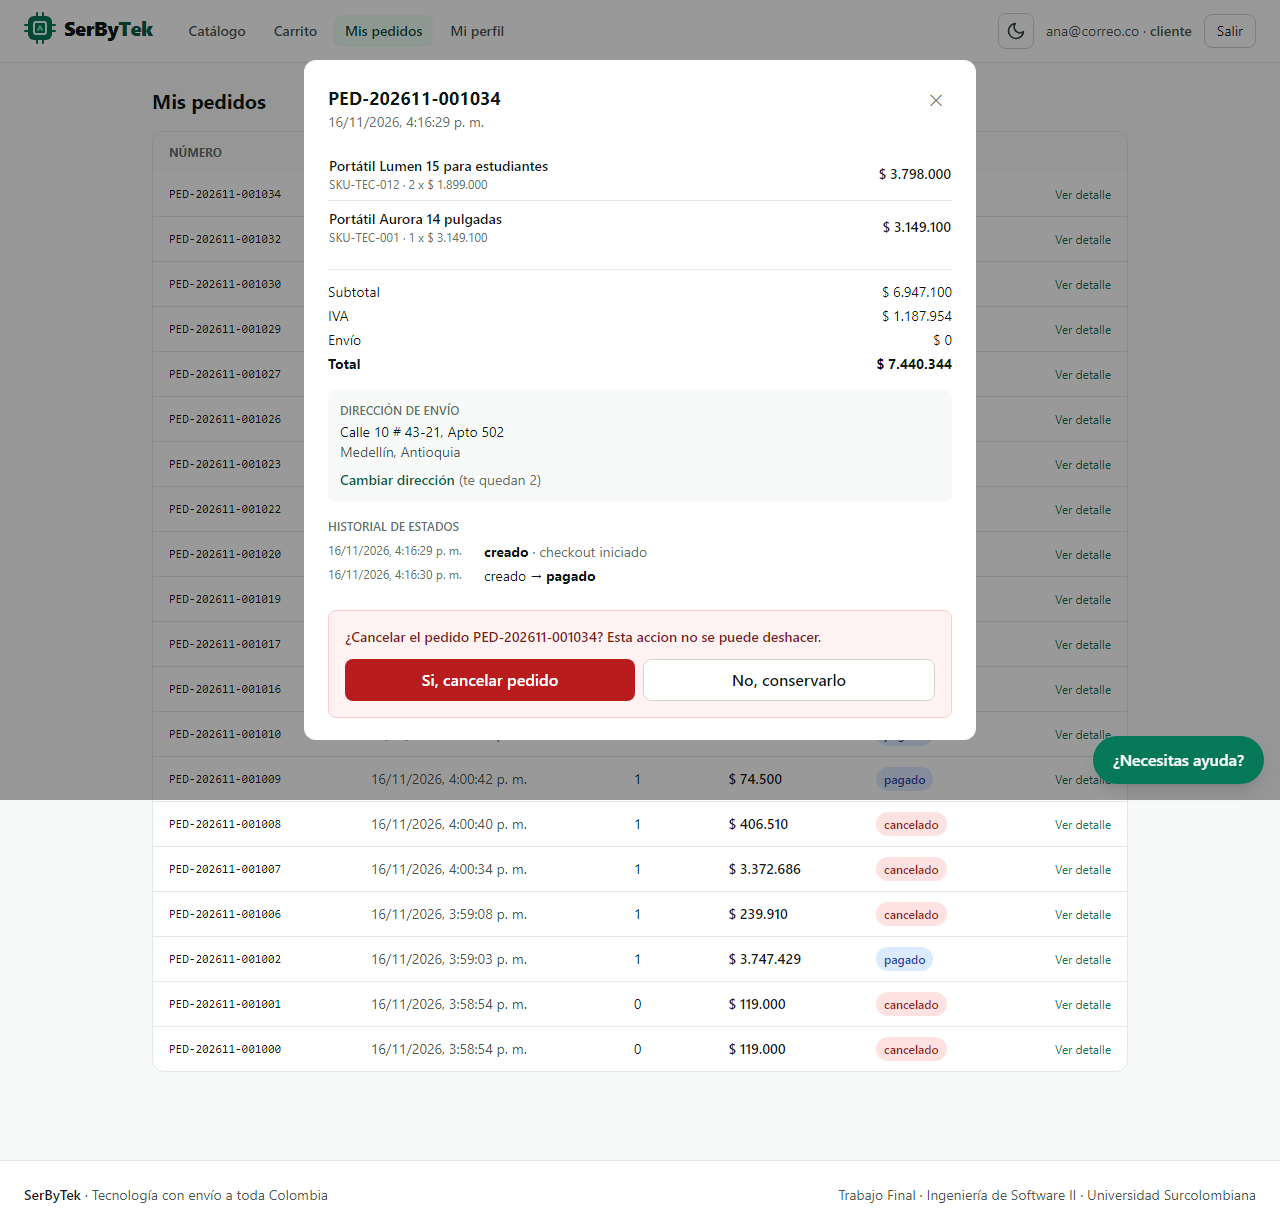 SerByTek
Catálogo
Carrito
Mis pedidos
Mi perfil
ana@correo.co · cliente
Salir
Mis pedidos
NÚMERO
PED-202611-001034 Ver detalle
PED-202611-001032 Ver detalle
PED-202611-001030 Ver detalle
PED-202611-001029 Ver detalle
PED-202611-001027 Ver detalle
PED-202611-001026 Ver detalle
PED-202611-001023 Ver detalle
PED-202611-001022 Ver detalle
PED-202611-001020 Ver detalle
PED-202611-001019 Ver detalle
PED-202611-001017 Ver detalle
PED-202611-001016 Ver detalle
PED-202611-001010 Ver detalle
PED-202611-001034
16/11/2026, 4:16:29 p. m.
Portátil Lumen 15 para estudiantes
SKU-TEC-012 · 2 x $ 1.899.000
$ 3.798.000
Portátil Aurora 14 pulgadas
SKU-TEC-001 · 1 x $ 3.149.100
$ 3.149.100
Subtotal $ 6.947.100
IVA $ 1.187.954
Envío $ 0
Total $ 7.440.344
DIRECCIÓN DE ENVÍO
Calle 10 # 43-21, Apto 502
Medellín, Antioquia
Cambiar dirección (te quedan 2)
HISTORIAL DE ESTADOS
16/11/2026, 4:16:29 p. m. creado · checkout iniciado
16/11/2026, 4:16:30 p. m. creado → pagado
¿Cancelar el pedido PED-202611-001034? Esta accion no se puede deshacer.
Si, cancelar pedido
No, conservarlo
¿Necesitas ayuda?
PED-202611-001009 16/11/2026, 4:00:42 p. m. 1 $ 74.500 pagado Ver detalle
PED-202611-001008 16/11/2026, 4:00:40 p. m. 1 $ 406.510 cancelado Ver detalle
PED-202611-001007 16/11/2026, 4:00:34 p. m. 1 $ 3.372.686 cancelado Ver detalle
PED-202611-001006 16/11/2026, 3:59:08 p. m. 1 $ 239.910 cancelado Ver detalle
PED-202611-001002 16/11/2026, 3:59:03 p. m. 1 $ 3.747.429 pagado Ver detalle
PED-202611-001001 16/11/2026, 3:58:54 p. m. 0 $ 119.000 cancelado Ver detalle
PED-202611-001000 16/11/2026, 3:58:54 p. m. 0 $ 119.000 cancelado Ver detalle
SerByTek · Tecnología con envío a toda Colombia
Trabajo Final · Ingeniería de Software II · Universidad Surcolombiana